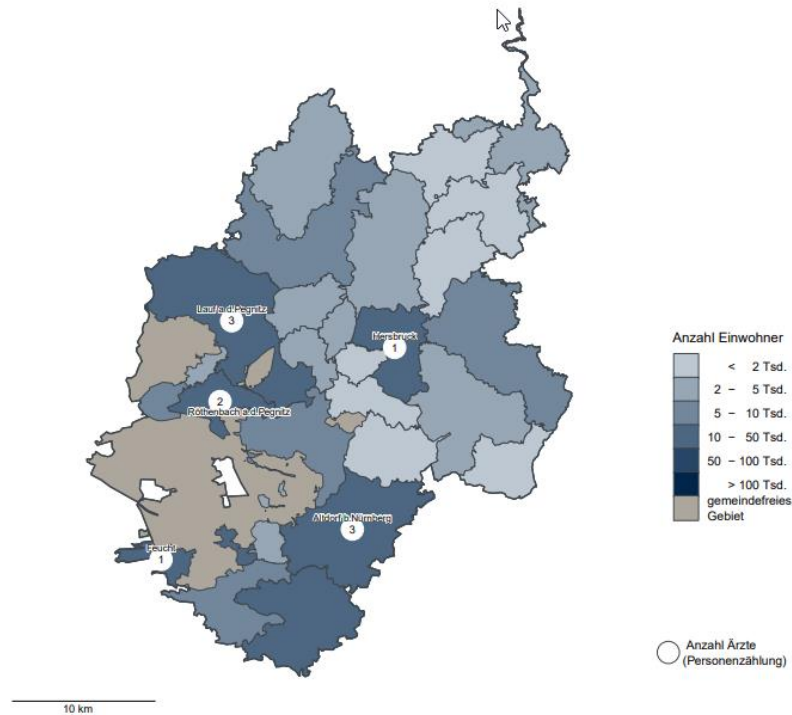 Lauf a.d.Pegnitz
3
Hersbruck
1
2
Röthenbach a.d.Pegnitz
Altdorf b.Nürnberg
3
Feucht
1
Anzahl Einwohner
< 2 Tsd.
2 – 5 Tsd.
5 – 10 Tsd.
10 – 50 Tsd.
50 – 100 Tsd.
> 100 Tsd.
gemeindefreies
Gebiet
Anzahl Ärzte
(Personenzählung)
10 km